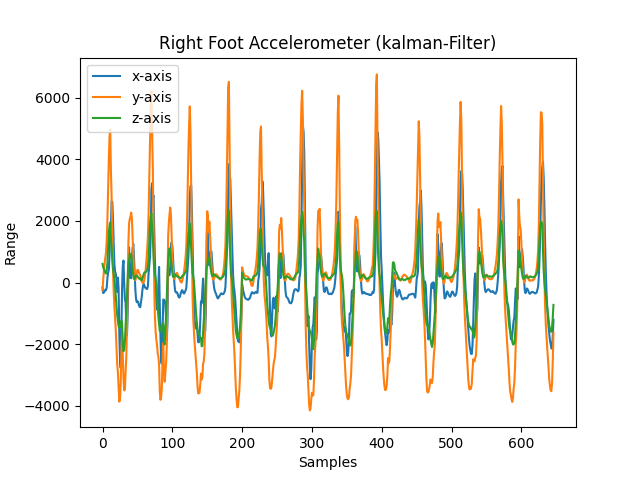 Right Foot Accelerometer (kalman-Filter)
x-axis
y-axis
z-axis
6000
4000
2000
0
−2000
−4000
Range
0 100 200 300 400 500 600
Samples